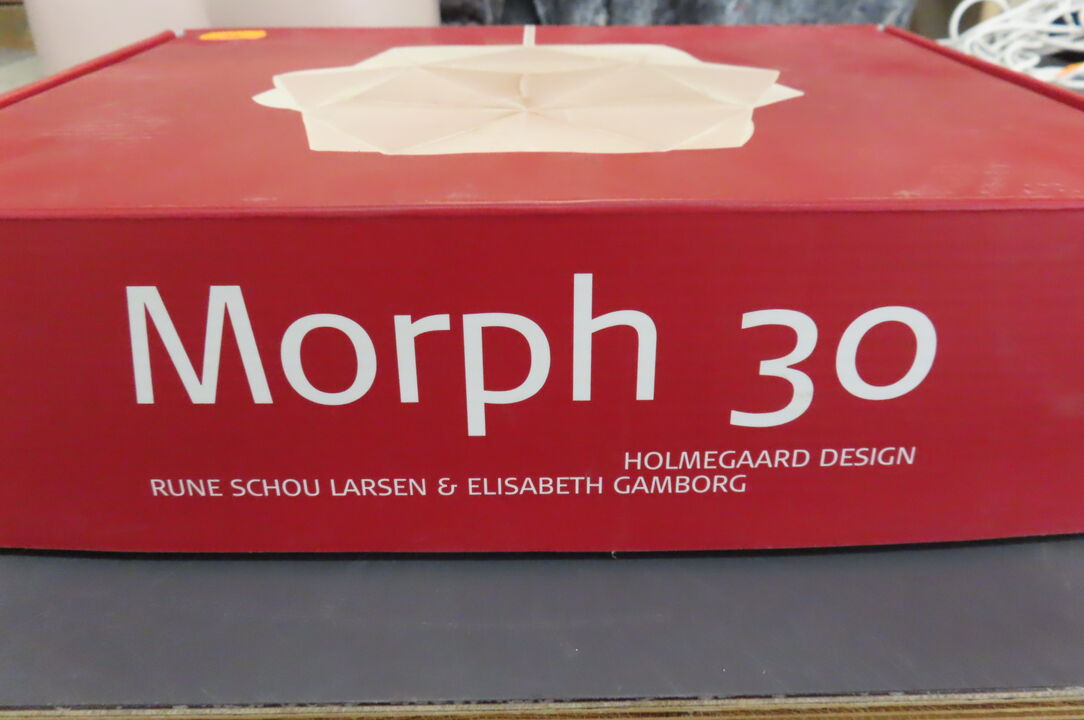 Morph 30
HOLMEGAARD DESIGN
RUNE SCHOU LARSEN & ELISABETH GAMBORG